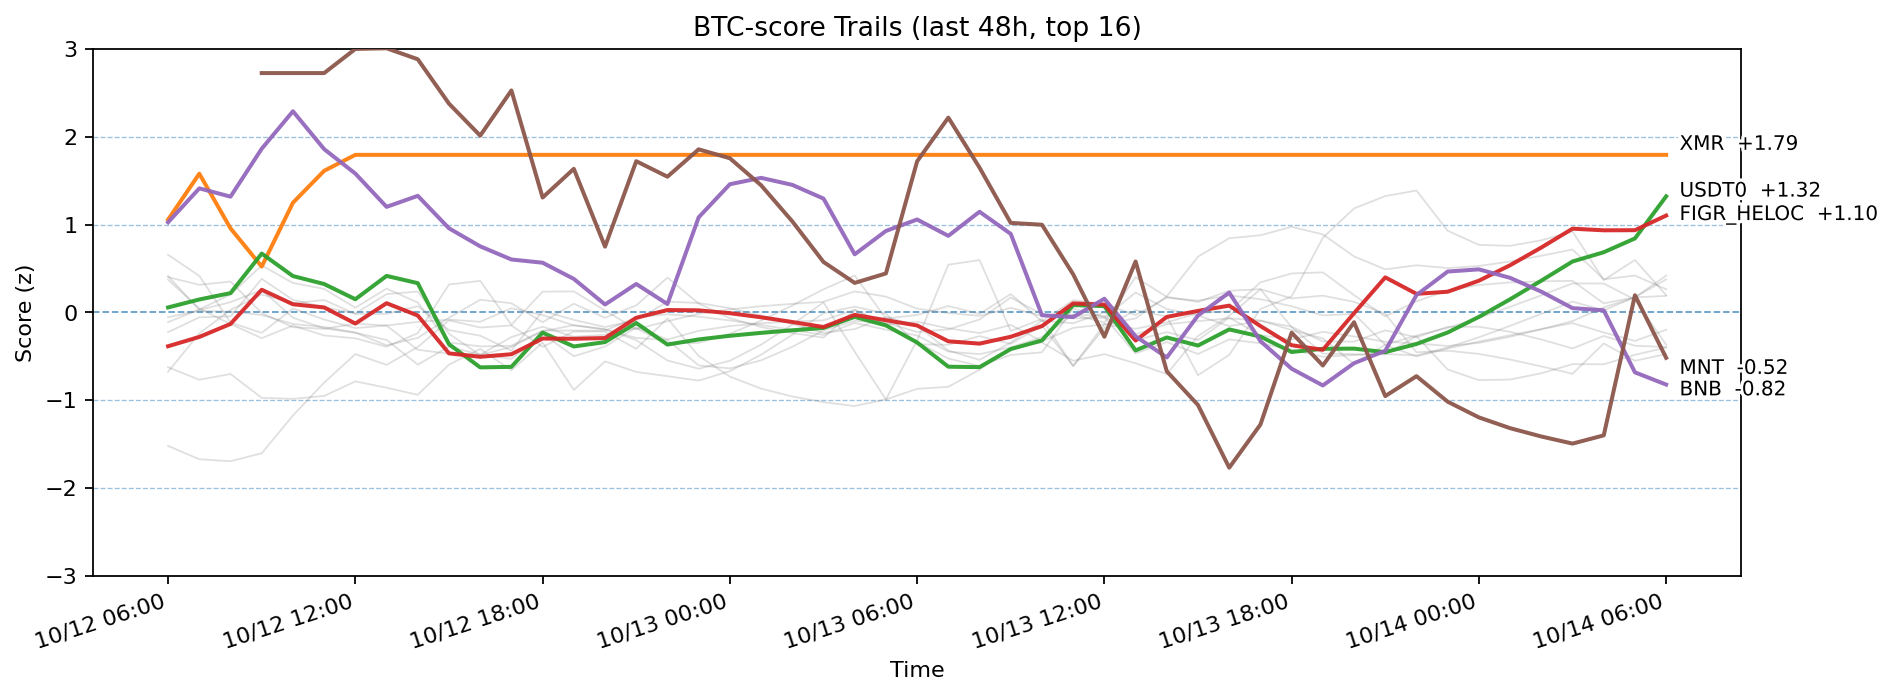 BTC-score Trails (last 48h, top 16)
Score (z)
3
2
1
0
−1
−2
−3
XMR +1.79
USDT0 +1.32
FIGR_HELOC +1.10
MNT -0.52
BNB -0.82
10/12 06:00
10/12 12:00
10/12 18:00
10/13 00:00
10/13 06:00
10/13 12:00
10/13 18:00
10/14 00:00
10/14 06:00
Time